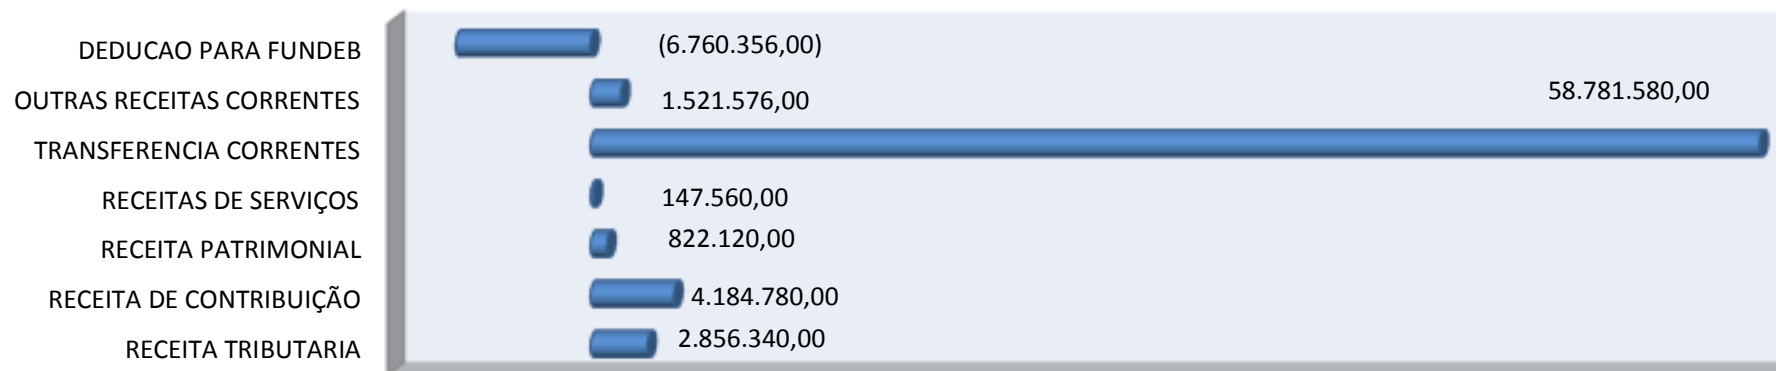 DEDUCAO PARA FUNDEB (6.760.356,00)
OUTRAS RECEITAS CORRENTES 1.521.576,00
TRANSFERENCIA CORRENTES 58.781.580,00
RECEITAS DE SERVIÇOS 147.560,00
RECEITA PATRIMONIAL 822.120,00
RECEITA DE CONTRIBUIÇÃO 4.184.780,00
RECEITA TRIBUTARIA 2.856.340,00